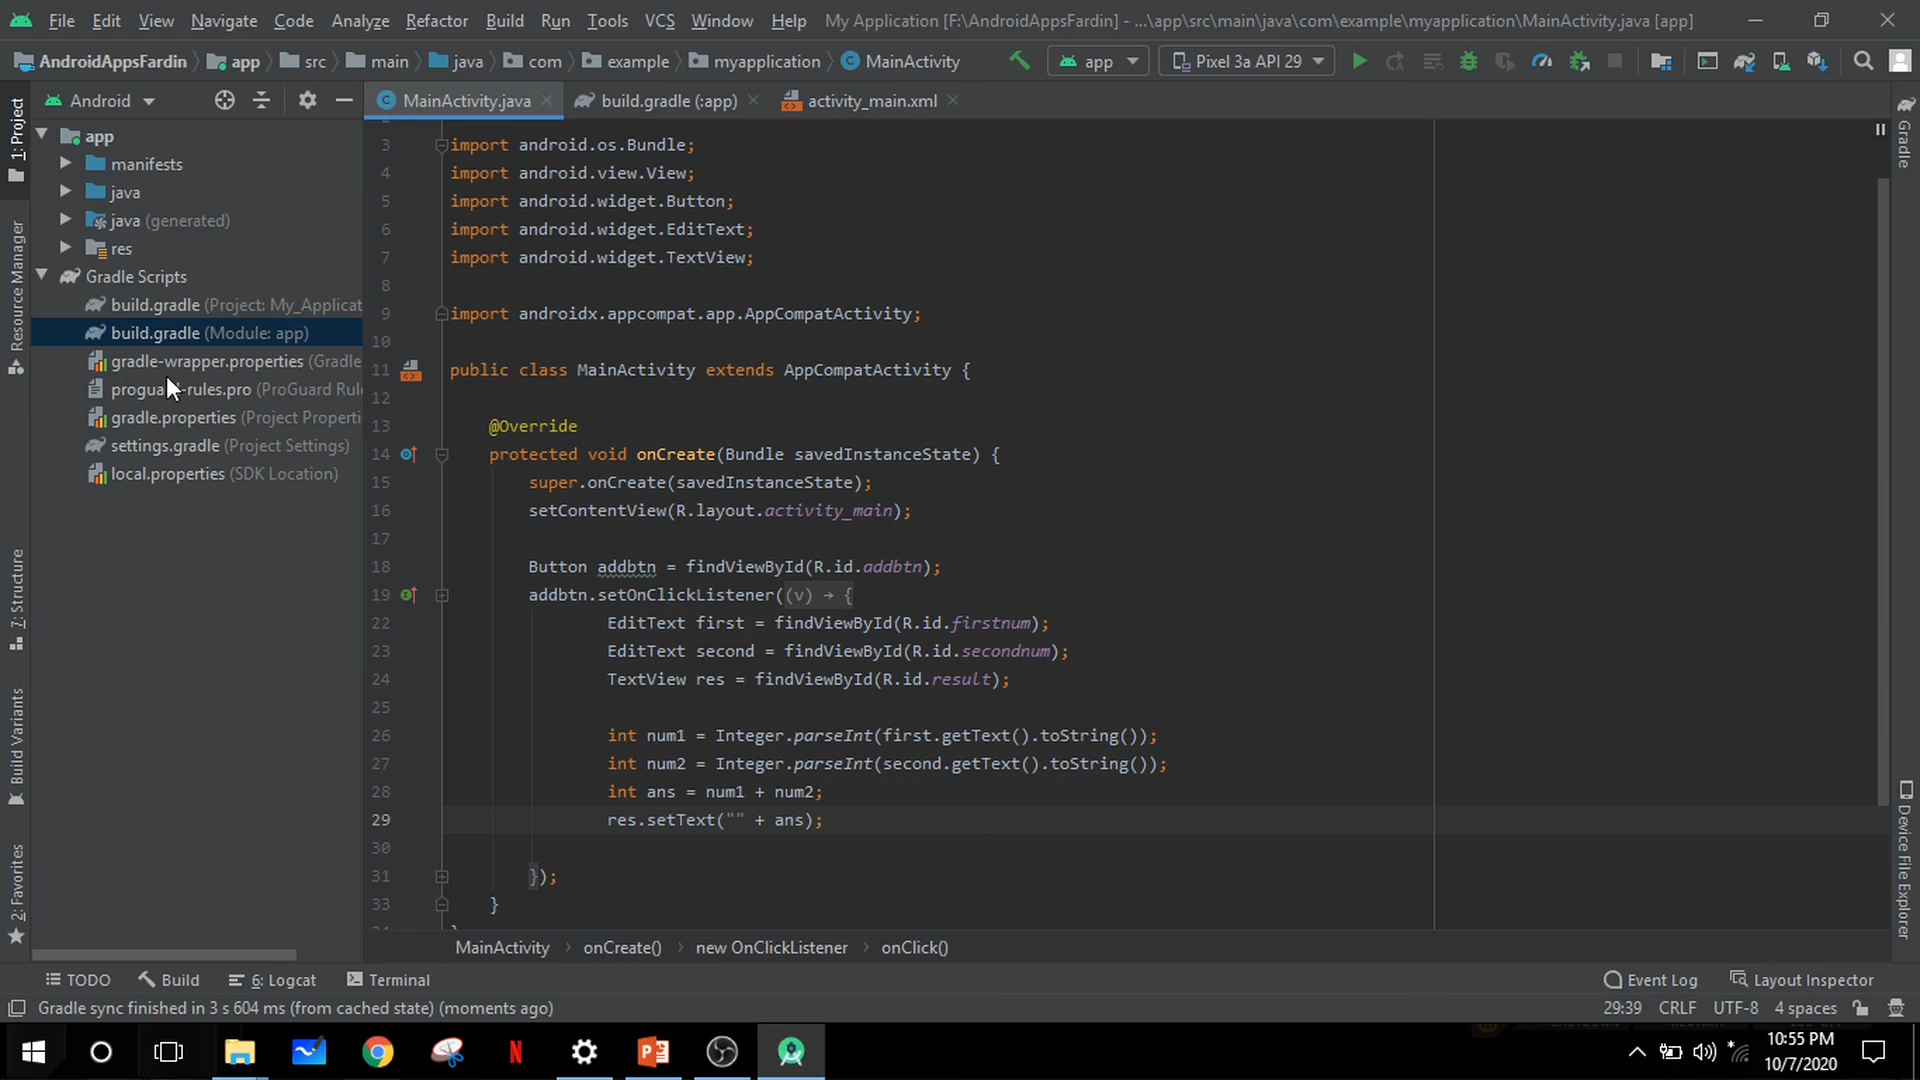 File Edit View Navigate Code Analyze Refactor Build Run Tools VCS Window Help My Application [F:\AndroidAppsFardin] - ...\app\src\main\java\com\example\myapplication\MainActivity.java [app]
AndroidAppsFardin app src main java com example myapplication MainActivity app Pixel 3a API 29
1: Project
Resource Manager
7: Structure
Build Variants
2: Favorites
Android
app
manifests
java
java (generated)
res
Gradle Scripts
build.gradle (Project: My_Applicat
build.gradle (Module: app)
gradle-wrapper.properties (Gradle
rules.pro (ProGuard Rul
gradle.properties (Project Properti
settings.gradle (Project Settings)
local.properties (SDK Location)
MainActivity.java build.gradle (:app) activity_main.xml
3 import android.os.Bundle;
4 import android.view.View;
5 import android.widget.Button;
6 import android.widget.EditText;
7 import android.widget.TextView;
8
9 import androidx.appcompat.app.AppCompatActivity;
10
11 public class MainActivity extends AppCompatActivity {
12
13 @Override
14 protected void onCreate(Bundle savedInstanceState) {
15 super.onCreate(savedInstanceState);
16 setContentView(R.layout.activity_main);
17
18 Button addbtn = findViewById(R.id.addbtn);
19 addbtn.setOnClickListener((v) → {
22 EditText first = findViewById(R.id.firstnum);
23 EditText second = findViewById(R.id.secondnum);
24 TextView res = findViewById(R.id.result);
25
26 int num1 = Integer.parseInt(first.getText().toString());
27 int num2 = Integer.parseInt(second.getText().toString());
28 int ans = num1 + num2;
29 res.setText("" + ans);
30
31 });
33 }
MainActivity › onCreate() › new OnClickListener › onClick()
Gradle
Device File Explorer
TODO Build 6: Logcat Terminal Event Log Layout Inspector
Gradle sync finished in 3 s 604 ms (from cached state) (moments ago) 29:39 CRLF UTF-8 4 spaces
10:55 PM
10/7/2020